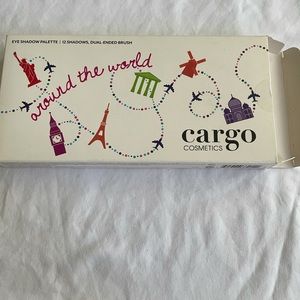 EYE SHADOW PALETTE | 12 SHADOWS, DUAL-ENDED BRUSH
around the world
cargo
COSMETICS